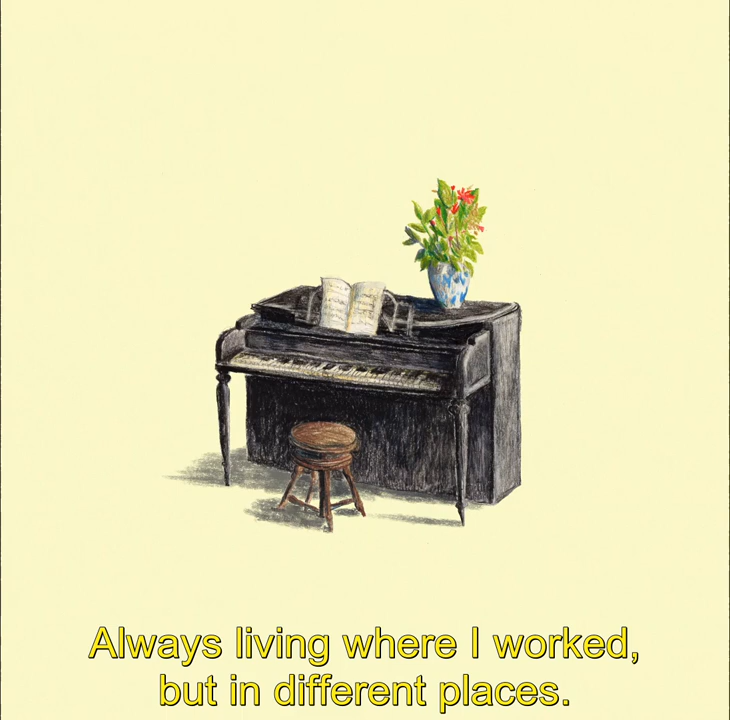 Always living where I worked,
but in different places.